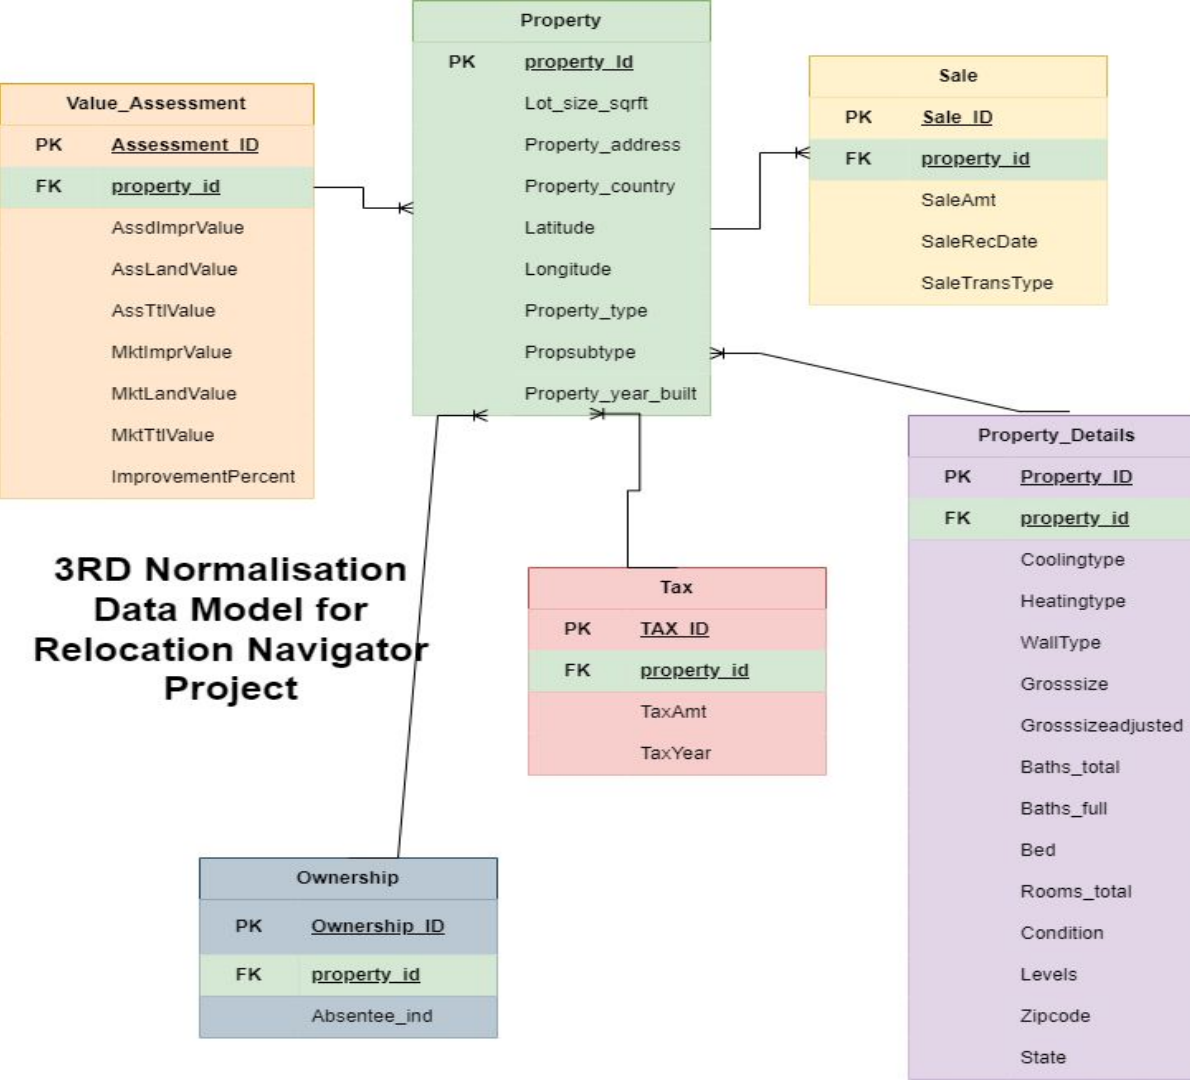 Property
PK property_Id
Lot_size_sqrft
Property_address
Property_country
Latitude
Longitude
Property_type
Propsubtype
Property_year_built
Value_Assessment
PK Assessment_ID
FK property_id
AssdImprValue
AssLandValue
AssTtlValue
MktImprValue
MktLandValue
MktTtlValue
ImprovementPercent
Sale
PK Sale_ID
FK property_id
SaleAmt
SaleRecDate
SaleTransType
Property_Details
PK Property_ID
FK property_id
Coolingtype
Heatingtype
WallType
Grosssize
Grosssizeadjusted
Baths_total
Baths_full
Bed
Rooms_total
Condition
Levels
Zipcode
State
3RD Normalisation
Data Model for
Relocation Navigator
Project
Tax
PK TAX_ID
FK property_id
TaxAmt
TaxYear
Ownership
PK Ownership_ID
FK property_id
Absentee_ind